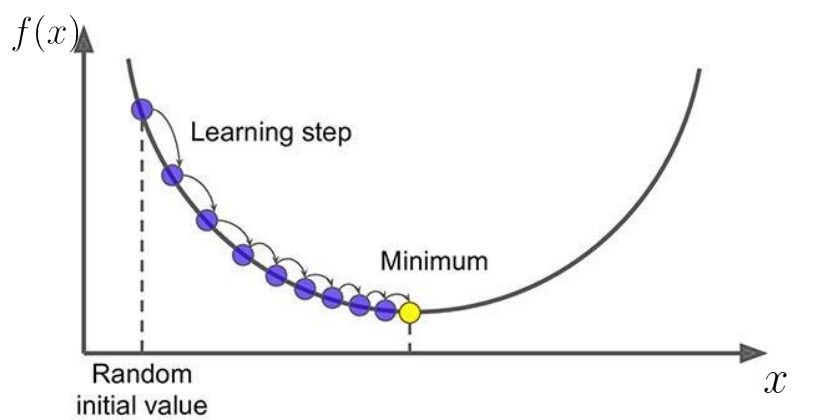 f(x)
Learning step
Minimum
Random
initial value
x